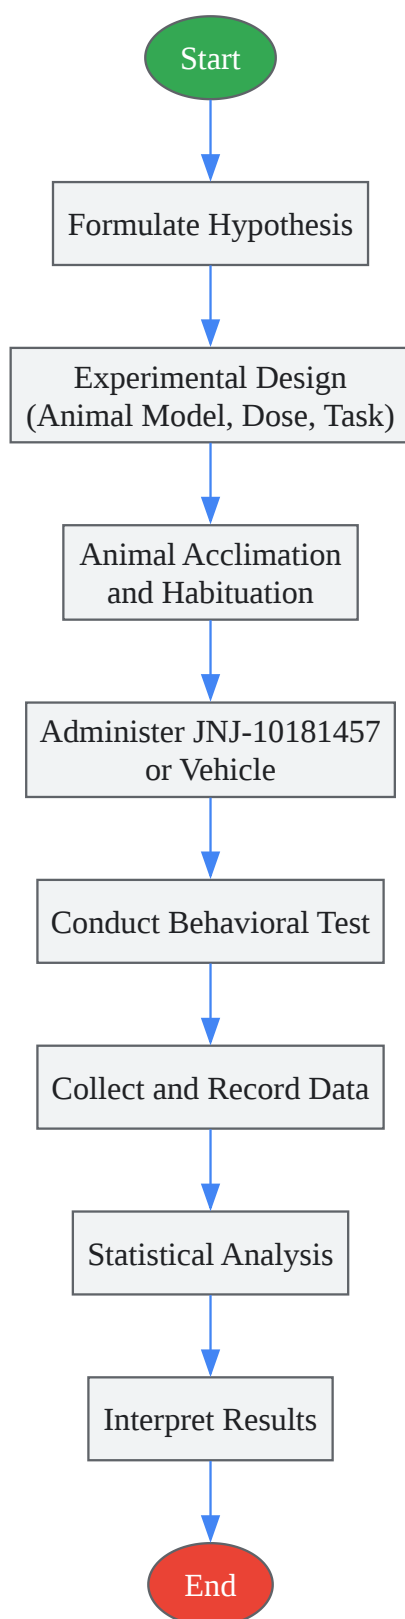 Start
Formulate Hypothesis
Experimental Design
(Animal Model, Dose, Task)
Animal Acclimation
and Habituation
Administer JNJ-10181457
or Vehicle
Conduct Behavioral Test
Collect and Record Data
Statistical Analysis
Interpret Results
End